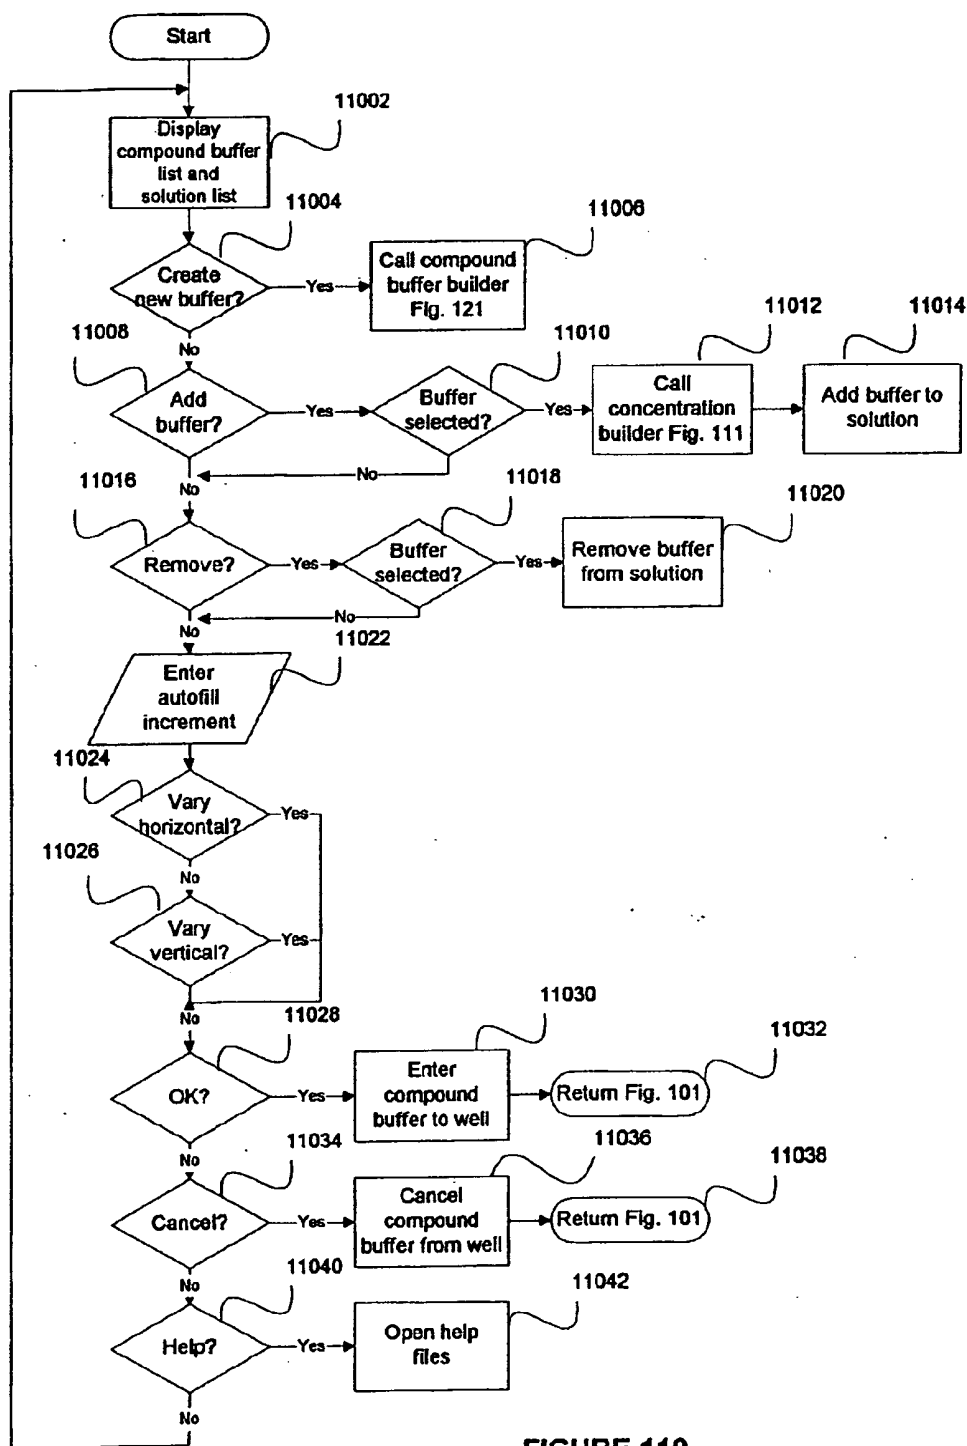 Start
11002
Display
compound buffer
list and
solution list
11004
11006
Create
new buffer?
Yes
Call compound
buffer builder
Fig. 121
No
11008
11010
11012
11014
Add
buffer?
Yes
Buffer
selected?
Yes
Call
concentration
builder Fig. 111
Add buffer to
solution
No
No
11016
11018
11020
Remove?
Yes
Buffer
selected?
Yes
Remove buffer
from solution
No
No
11022
Enter
autofill
increment
11024
Vary
horizontal?
Yes
No
11026
Vary
vertical?
Yes
No
11028
11030
11032
OK?
Yes
Enter
compound
buffer to well
Return Fig. 101
No
11034
11036
11038
Cancel?
Yes
Cancel
compound
buffer from well
Return Fig. 101
No
11040
11042
Help?
Yes
Open help
files
No
FIGURE 110